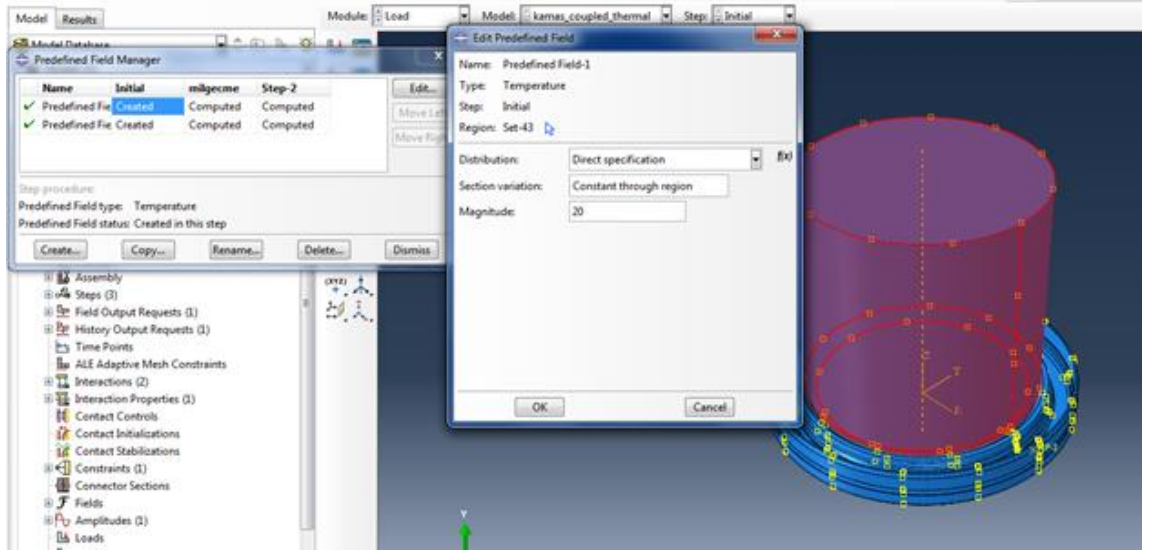 Model Results
Module: Load Model: kamas_coupled_thermal Step: Initial
Model Database
Predefined Field Manager
Name Initial milgecme Step-2
Predefined Fie Created Computed Computed
Predefined Fie Created Computed Computed
Edit...
Move Left
Move Righ
Step procedure:
Predefined Field type: Temperature
Predefined Field status: Created in this step
Create... Copy... Rename... Delete... Dismiss
Edit Predefined Field
Name: Predefined Field-1
Type: Temperature
Step: Initial
Region: Set-43
Distribution: Direct specification f(x)
Section variation: Constant through region
Magnitude: 20
OK Cancel
Assembly
Steps (3)
Field Output Requests (1)
History Output Requests (1)
Time Points
ALE Adaptive Mesh Constraints
Interactions (2)
Interaction Properties (1)
Contact Controls
Contact Initializations
Contact Stabilizations
Constraints (1)
Connector Sections
Fields
Amplitudes (1)
Loads
(XYZ)
Y